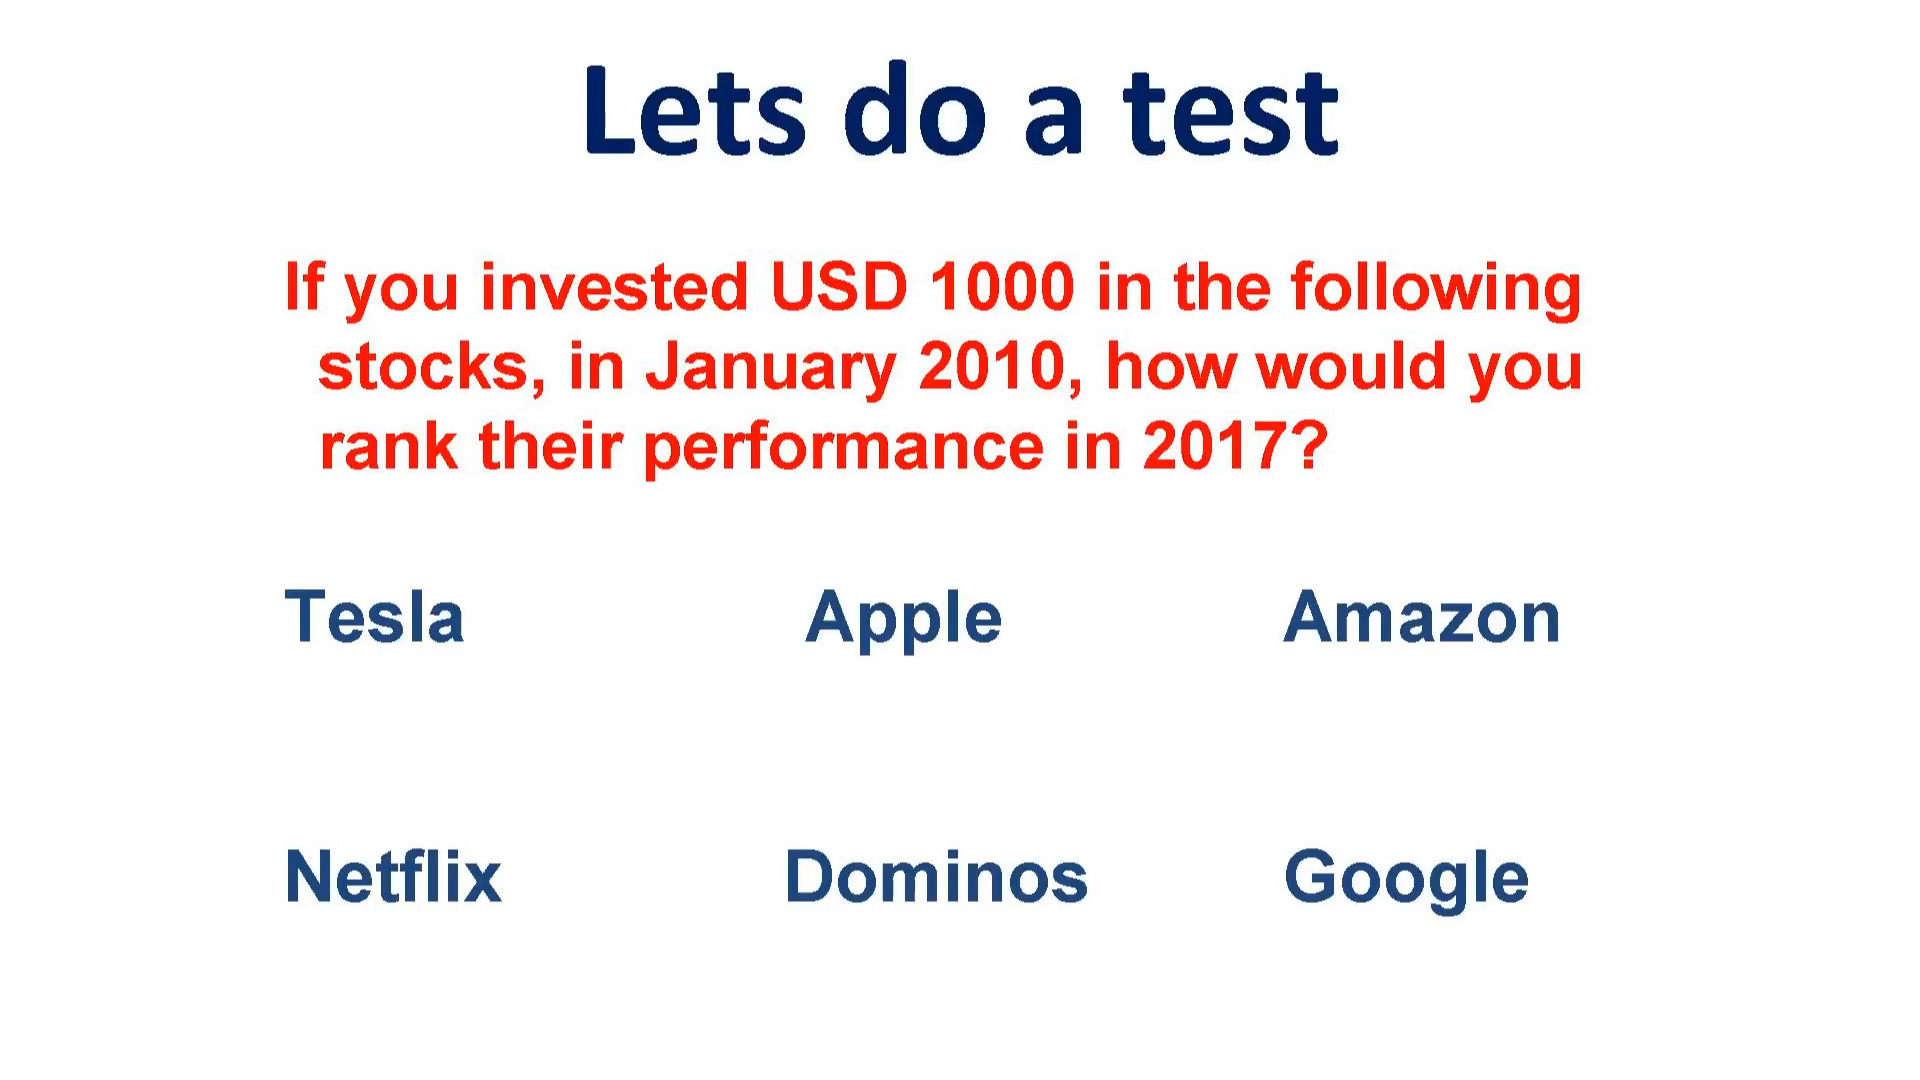 Lets do a test
If you invested USD 1000 in the following
stocks, in January 2010, how would you
rank their performance in 2017?
Tesla Apple Amazon
Netflix Dominos Google